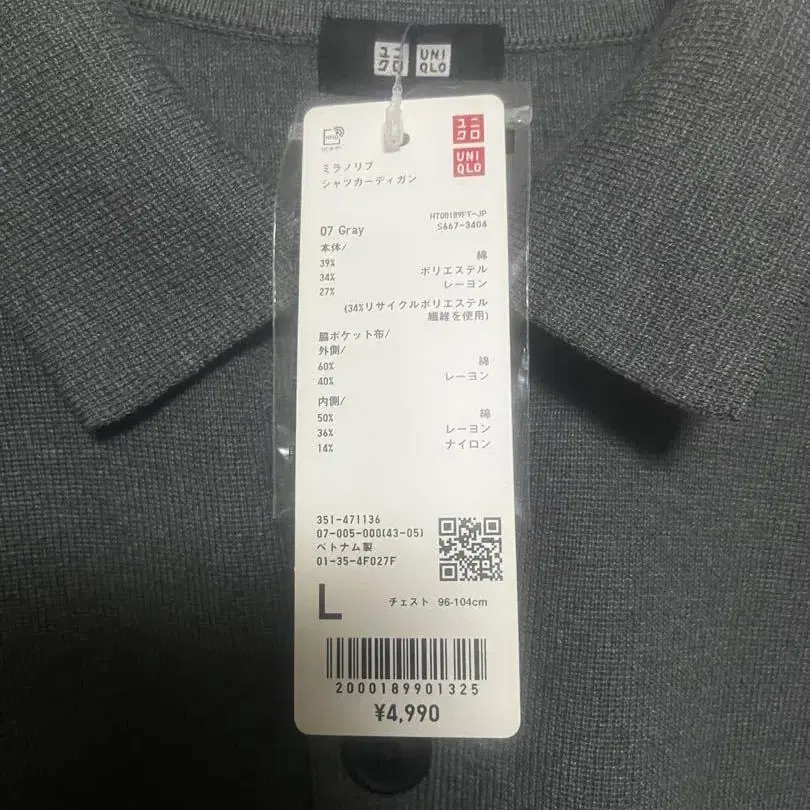 ユニ
クロ
UNI
QLO
ユニ
クロ
UNI
QLO
ミラノリブ
シャツカーディガン
HT00189FT-JP
07 Gray
S667-3404
本体/
39% 綿
34% ポリエステル
27% レーヨン
(34%リサイクルポリエステル
繊維を使用)
脇ポケット布/
外側/
60% 綿
40% レーヨン
内側/
50% 綿
36% レーヨン
14% ナイロン
351-471136
07-005-000(43-05)
ベトナム製
01-35-4F027F
L チェスト 96-104cm
2000189901325
¥4,990